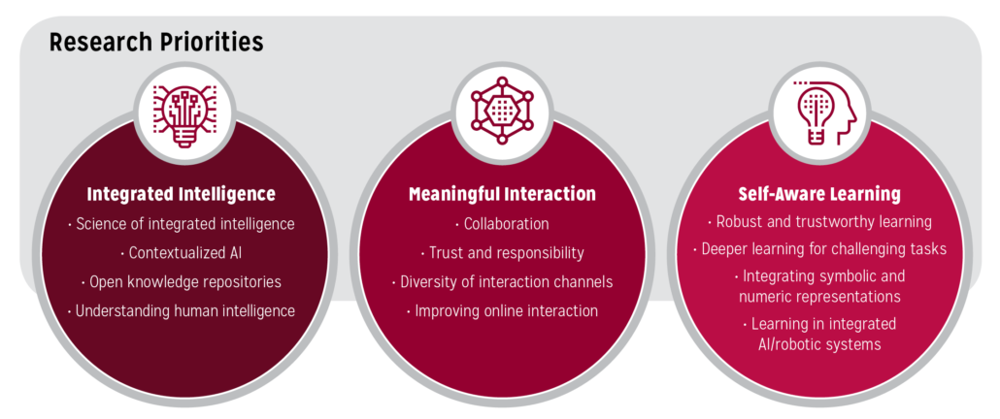 Research Priorities
Integrated Intelligence
· Science of integrated intelligence
· Contextualized AI
· Open knowledge repositories
· Understanding human intelligence
Meaningful Interaction
· Collaboration
· Trust and responsibility
· Diversity of interaction channels
· Improving online interaction
Self-Aware Learning
· Robust and trustworthy learning
· Deeper learning for challenging tasks
· Integrating symbolic and
numeric representations
· Learning in integrated
AI/robotic systems